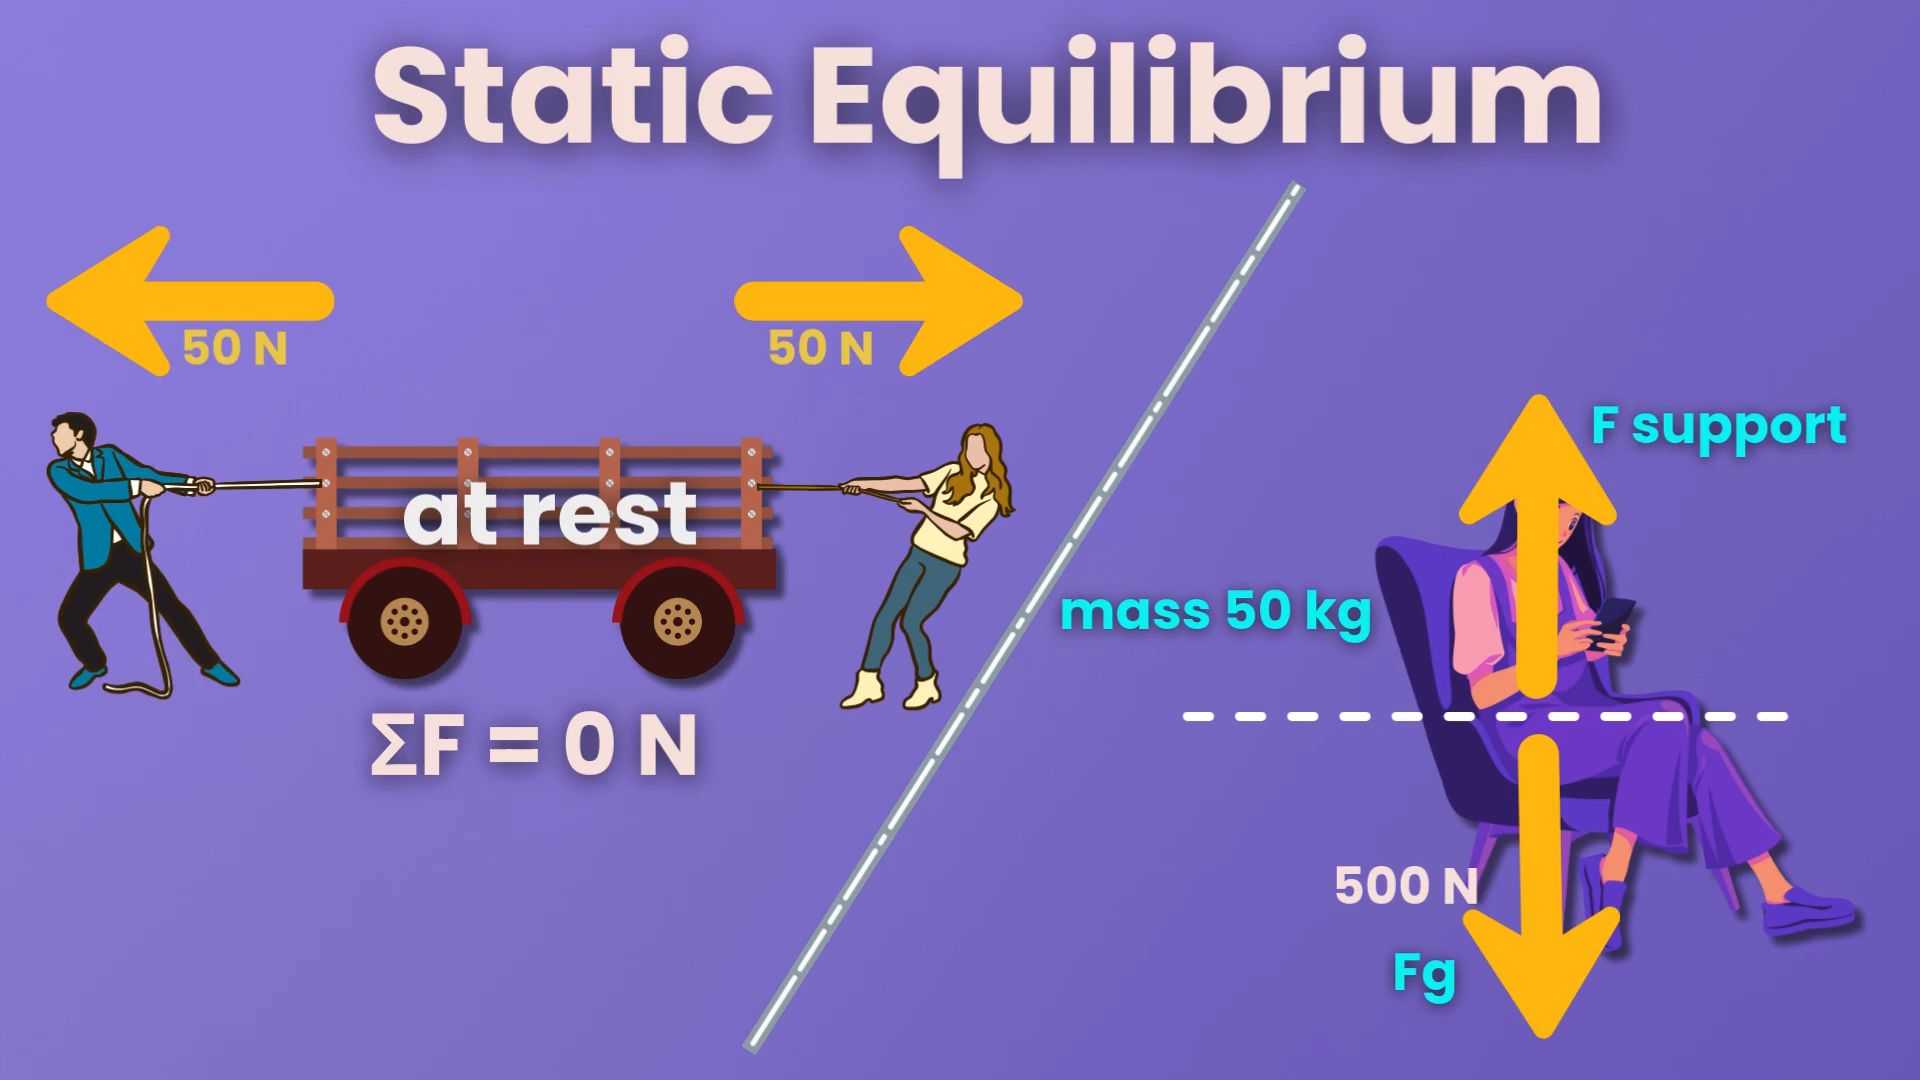 Static Equilibrium
50 N
50 N
at rest
ΣF = 0 N
F support
mass 50 kg
500 N
Fg